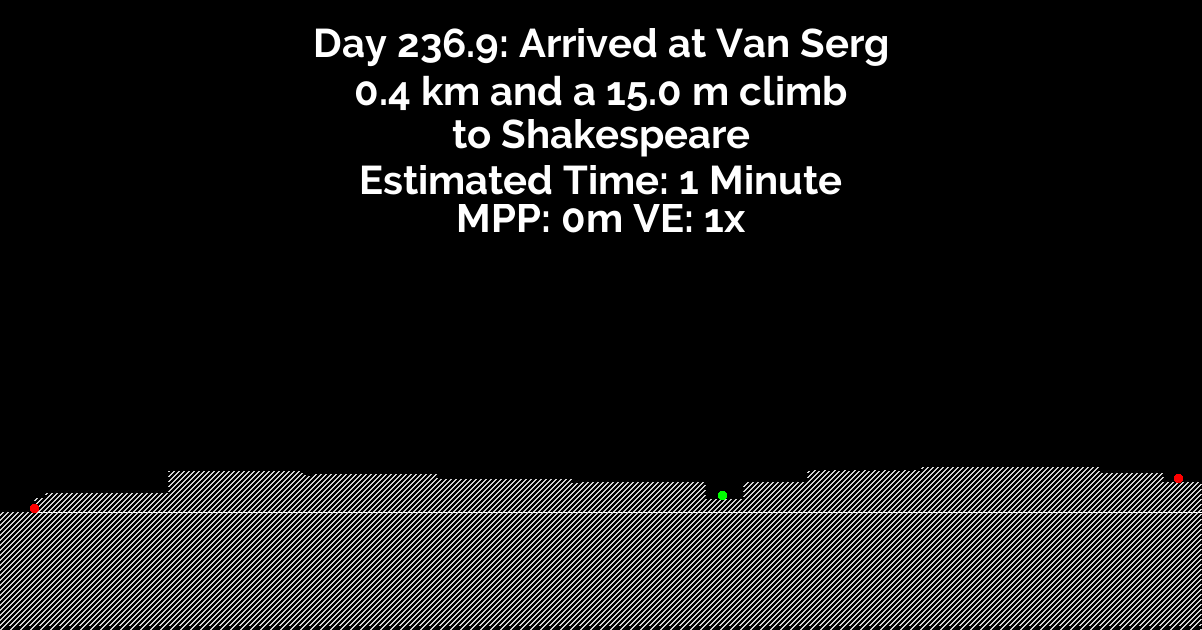 Day 236.9: Arrived at Van Serg
0.4 km and a 15.0 m climb
to Shakespeare
Estimated Time: 1 Minute
MPP: 0m VE: 1x